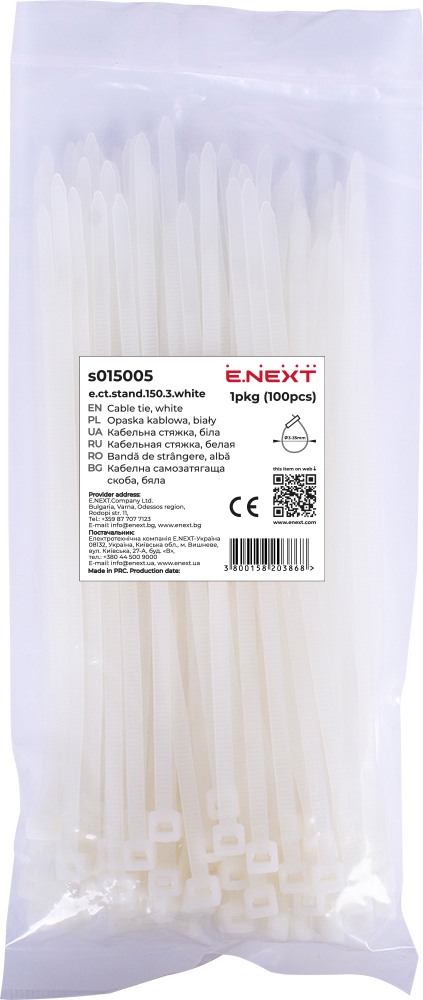 s015005
E.NEXT
e.ct.stand.150.3.white
1pkg (100pcs)
EN Cable tie, white
PL Opaska kablowa, biały
UA Кабельна стяжка, біла
RU Кабельная стяжка, белая
RO Bandă de strângere, albă
BG Кабелна самозатягаща
скоба, бяла
Ø3-35mm
this item on web↓
www.enext.com
CE
Provider address:
E.NEXT.Company Ltd.
Bulgaria, Varna, Odessos region,
Rodopi str. 11,
Tel.: +359 87 707 7123
E-mail: info@enext.bg, www.enext.bg
Постачальник:
Електротехнічна компанія E.NEXT-Україна
08132, Україна, Київська обл., м. Вишневе,
вул. Київська, 27-А, буд. «В»,
тел.: +380 44 500 9000
E-mail: info@enext.ua, www.enext.ua
Made in PRC. Production date:
3 800158 203868 >